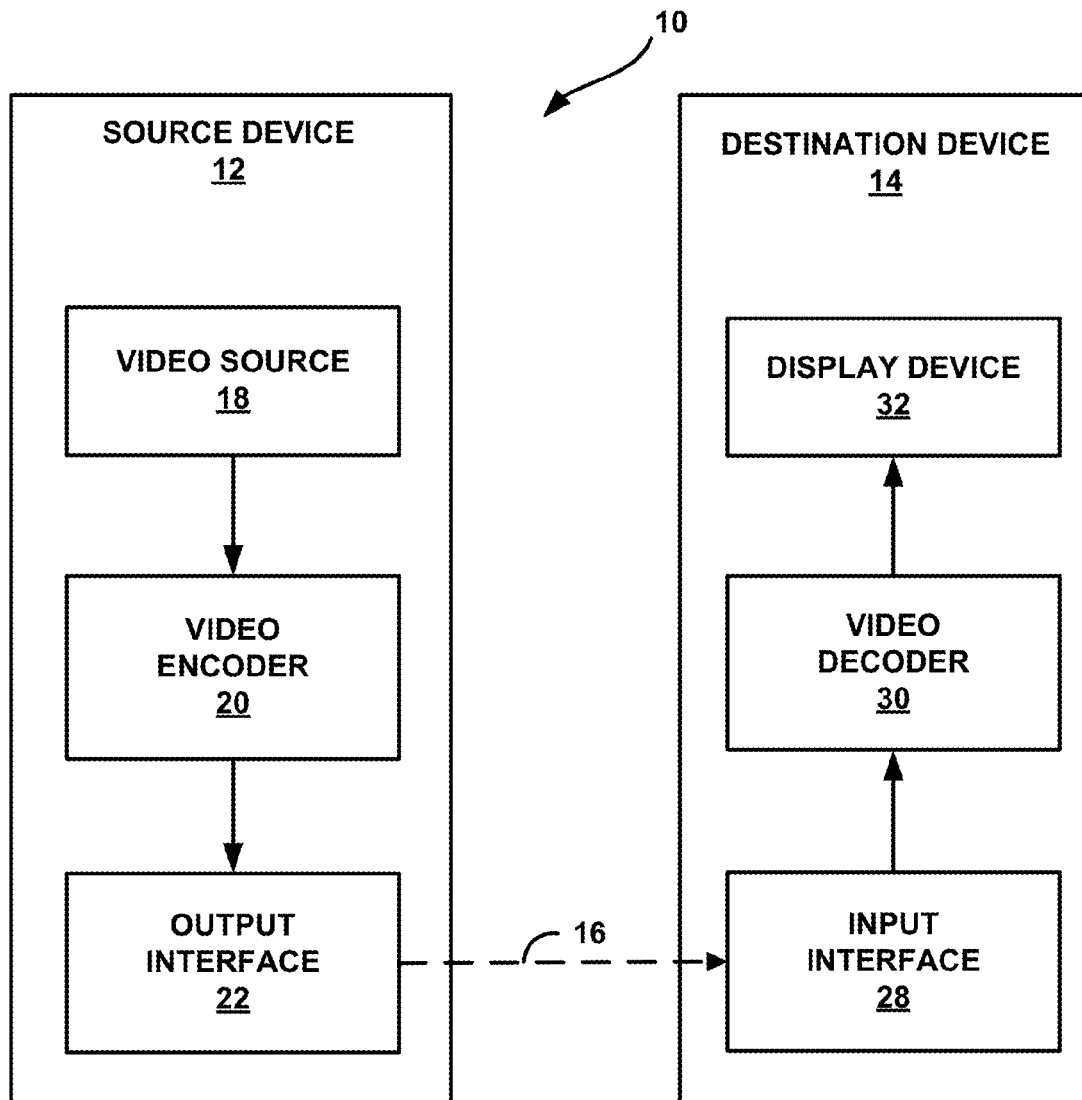 10
SOURCE DEVICE
12
VIDEO SOURCE
18
VIDEO
ENCODER
20
OUTPUT
INTERFACE
22
16
DESTINATION DEVICE
14
DISPLAY DEVICE
32
VIDEO
DECODER
30
INPUT
INTERFACE
28